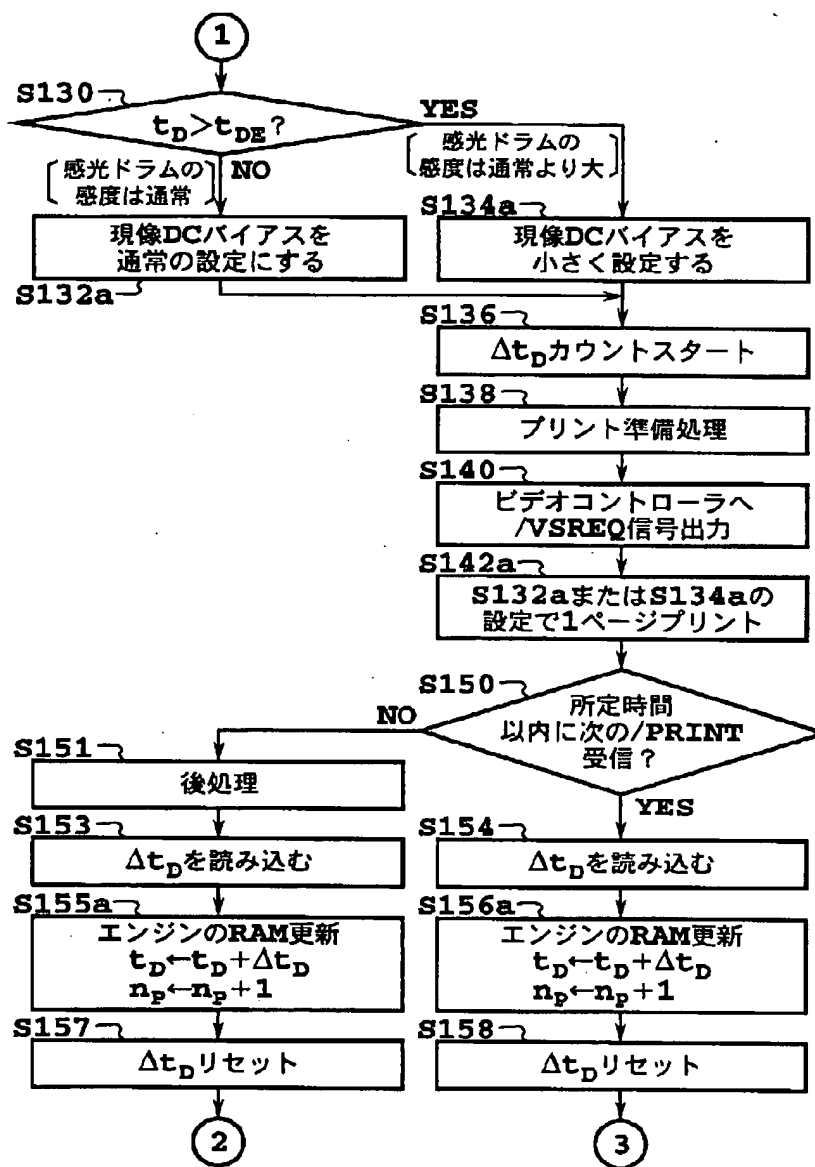 1
S130
tD>tDE?
YES
感光ドラムの
感度は通常より大
NO
感光ドラムの
感度は通常
S134a
現像DCバイアスを
通常の設定にする
現像DCバイアスを
小さく設定する
S132a
S136
ΔtDカウントスタート
S138
プリント準備処理
S140
ビデオコントローラへ
/VSREQ信号出力
S142a
S132aまたはS134aの
設定で1ページプリント
S150
所定時間
以内に次の/PRINT
受信?
NO
YES
S151
後処理
S153
ΔtDを読み込む
S155a
エンジンのRAM更新
tD←tD+ΔtD
nP←nP+1
S157
ΔtDリセット
2
S154
ΔtDを読み込む
S156a
エンジンのRAM更新
tD←tD+ΔtD
nP←nP+1
S158
ΔtDリセット
3